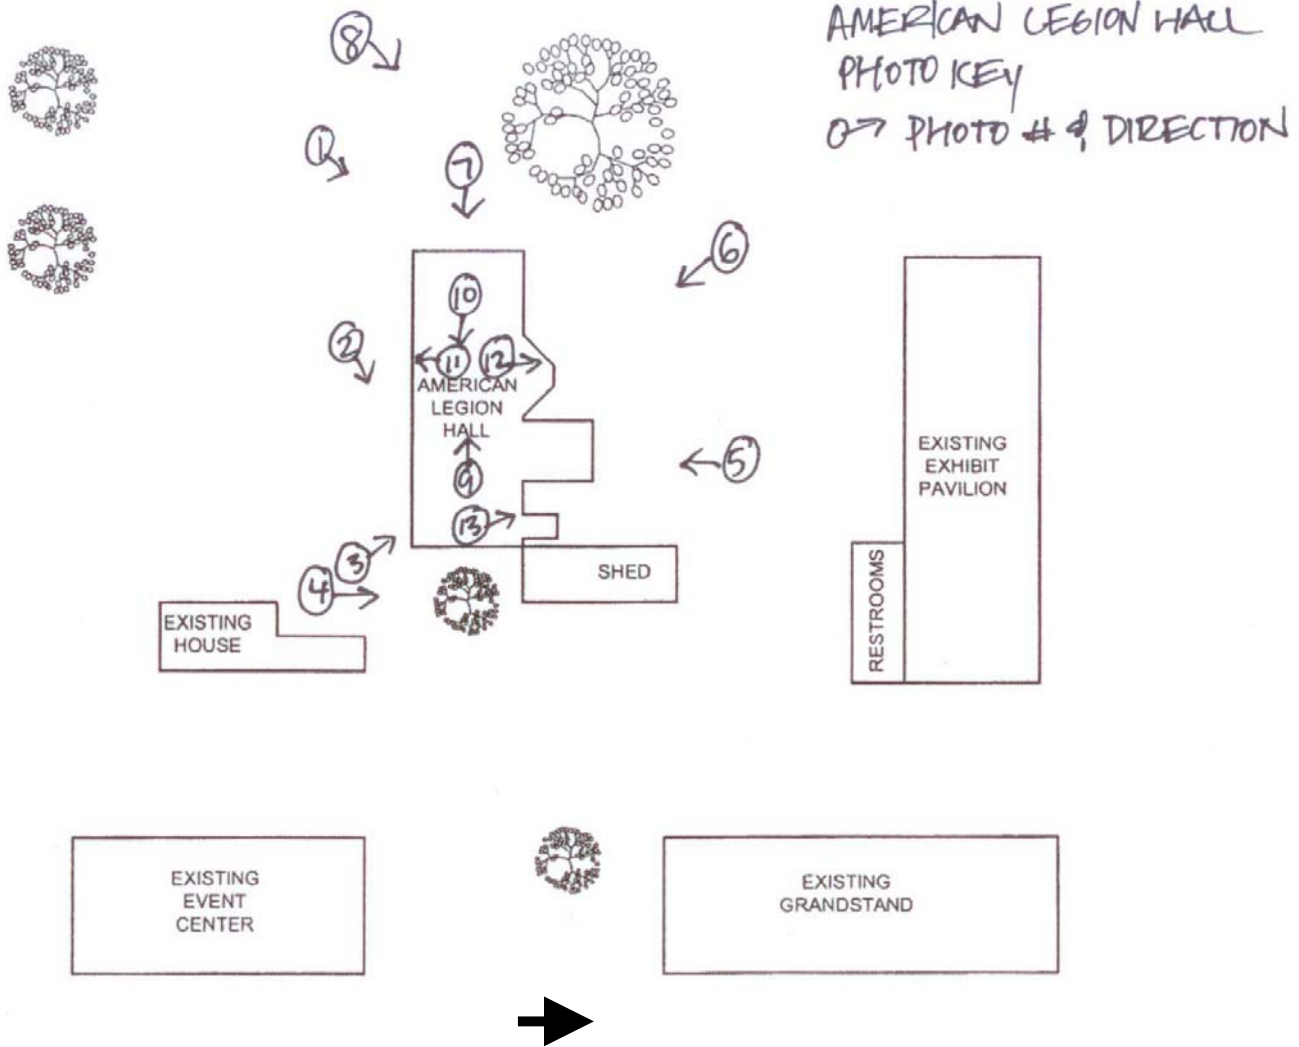 AMERICAN LEGION HALL
PHOTO KEY
O→ PHOTO # & DIRECTION
8
1
7
6
10
2
11
12
AMERICAN
LEGION
HALL
5
9
13
3
4
EXISTING
EXHIBIT
PAVILION
SHED
RESTROOMS
EXISTING
HOUSE
EXISTING
EVENT
CENTER
EXISTING
GRANDSTAND